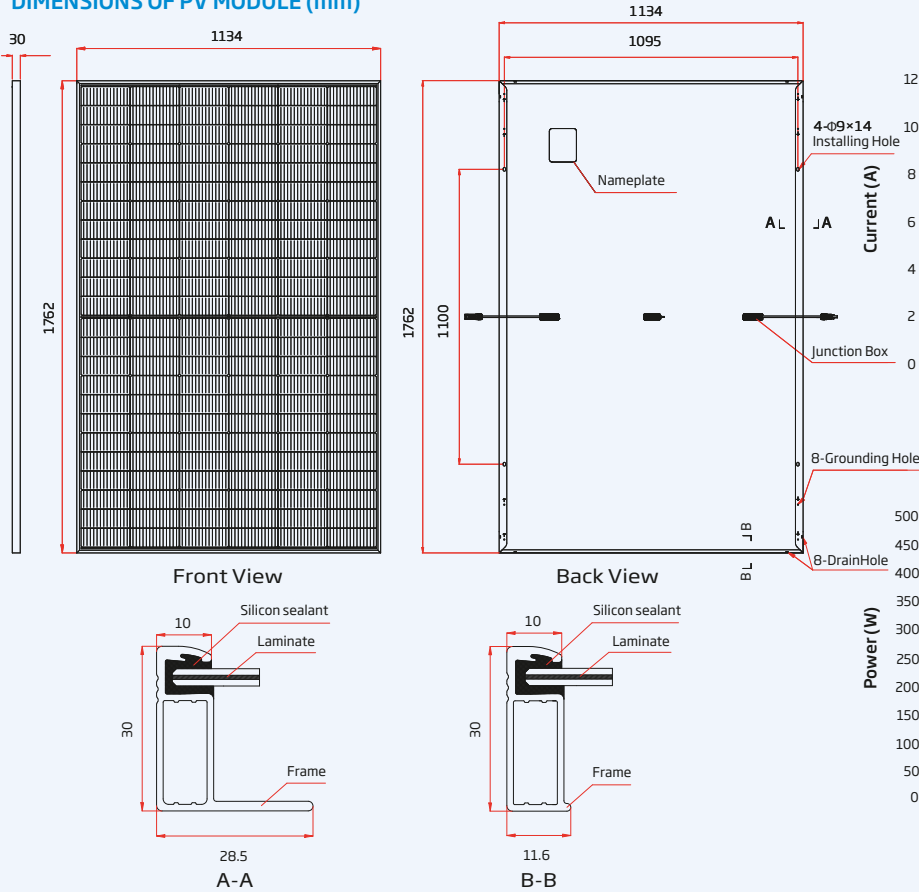 DIMENSIONS OF PV MODULE (mm)
30
1134
1762
Front View
1134
1095
1762
1100
Nameplate
4-Φ9×14
Installing Hole
A
A
Junction Box
8-Grounding Hole
8-DrainHole
B
B
Back View
12
10
8
6
4
2
0
Current (A)
500
450
400
350
300
250
200
150
100
50
0
Power (W)
10
Silicon sealant
Laminate
30
Frame
28.5
A-A
10
Silicon sealant
Laminate
30
Frame
11.6
B-B